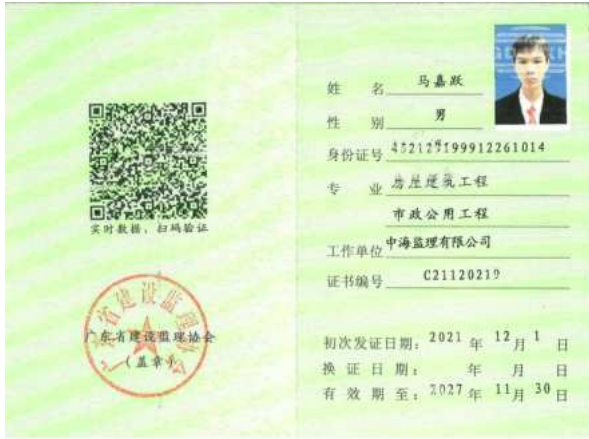 实时数据，扫码验证
广东省建设监理协会
（盖章）
姓 名 马嘉跃
性 别 男
身份证号
专 业 房屋建筑工程
市政公用工程
工作单位 中海监理有限公司
证书编号 C21120219
初次发证日期：2021 年 12 月 1 日
换 证 日 期： 年 月 日
有 效 期 至：2027 年 11 月 30 日